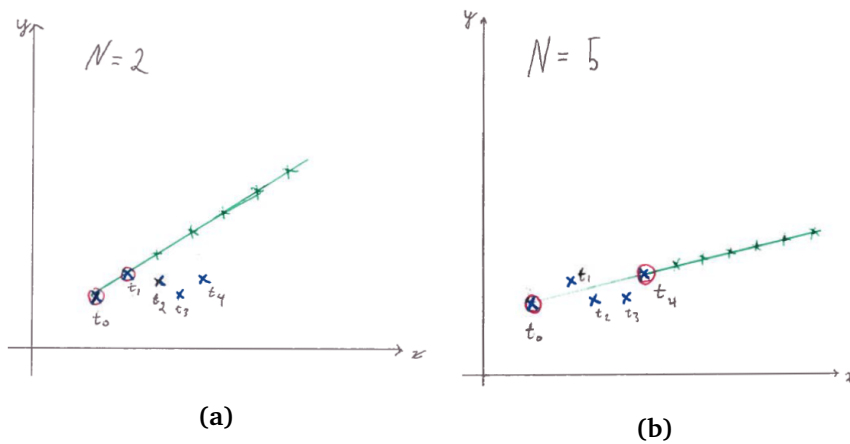 y
N = 2
t₀
t₁
t₂
t₃
t₄
x
(a)
y
N = 5
t₀
t₁
t₂
t₃
t₄
x
(b)